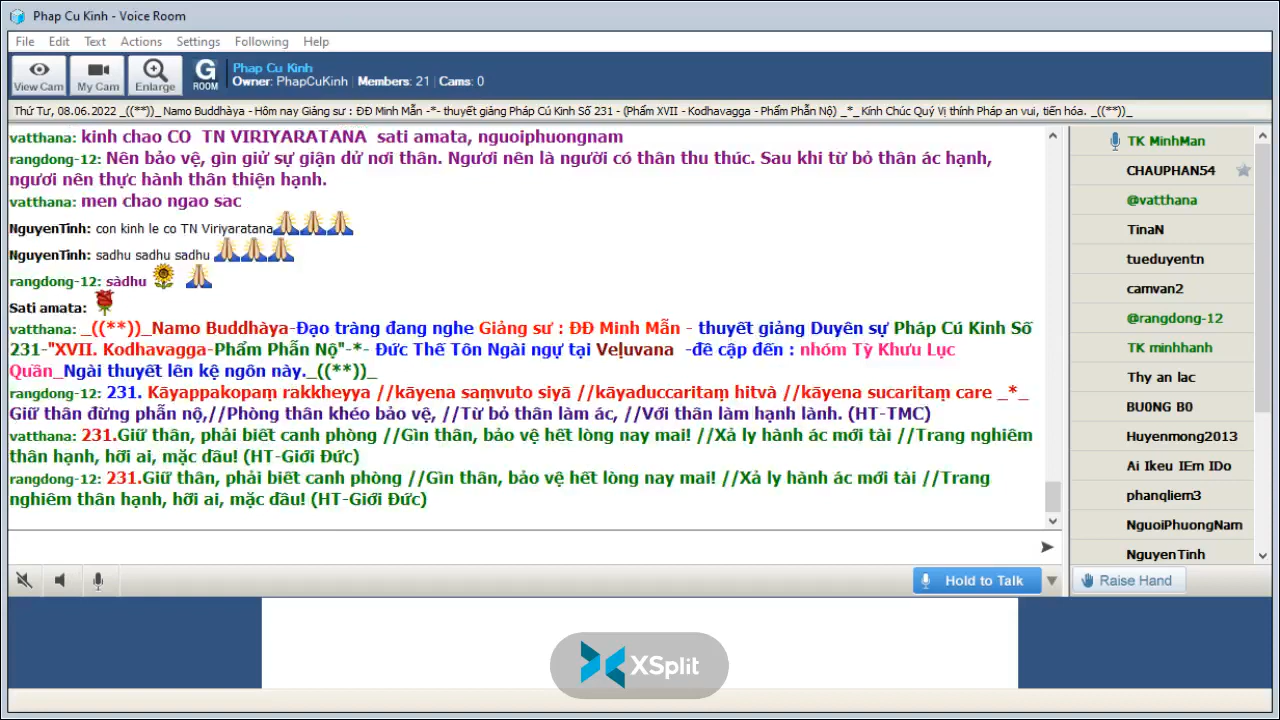 Phap Cu Kinh - Voice Room
File Edit Text Actions Settings Following Help
View Cam My Cam Enlarge G ROOM
Phap Cu Kinh
Owner: PhapCuKinh | Members: 21 | Cams: 0
Thứ Tư, 08.06.2022 _((**))_ Namo Buddhàya - Hôm nay Giảng sư : ĐĐ Minh Mẫn -*- thuyết giảng Pháp Cú Kinh Số 231 - (Phẩm XVII - Kodhavagga - Phẩm Phẫn Nộ) _*_ Kính Chúc Quý Vị thính Pháp an vui, tiến hóa. _((**))_
vatthana: kinh chao CO TN VIRIYARATANA sati amata, nguoiphuongnam
rangdong-12: Nên bảo vệ, gìn giử sự giận dử nơi thân. Ngươi nên là người có thân thu thúc. Sau khi từ bỏ thân ác hạnh,
ngươi nên thực hành thân thiện hạnh.
vatthana: men chao ngao sac
NguyenTinh: con kinh le co TN Viriyaratana
NguyenTinh: sadhu sadhu sadhu
rangdong-12: sàdhu
Sati amata:
vatthana: _((**))_Namo Buddhàya-Đạo tràng đang nghe Giảng sư : ĐĐ Minh Mẫn - thuyết giảng Duyên sự Pháp Cú Kinh Số
231-"XVII. Kodhavagga-Phẩm Phẫn Nộ"-*- Đức Thế Tôn Ngài ngự tại Veḷuvana -đề cập đến : nhóm Tỳ Khưu Lục
Quần_Ngài thuyết lên kệ ngôn này._((**))_
rangdong-12: 231. Kāyappakopaṃ rakkheyya //kāyena saṃvuto siyā //kāyaduccaritaṃ hitvā //kāyena sucaritaṃ care _*_
Giữ thân đừng phẫn nộ,//Phòng thân khéo bảo vệ, //Từ bỏ thân làm ác, //Với thân làm hạnh lành. (HT-TMC)
vatthana: 231.Giữ thân, phải biết canh phòng //Gìn thân, bảo vệ hết lòng nay mai! //Xả ly hành ác mới tài //Trang nghiêm
thân hạnh, hỡi ai, mặc dầu! (HT-Giới Đức)
rangdong-12: 231.Giữ thân, phải biết canh phòng //Gìn thân, bảo vệ hết lòng nay mai! //Xả ly hành ác mới tài //Trang
nghiêm thân hạnh, hỡi ai, mặc dầu! (HT-Giới Đức)
TK MinhMan
CHAUPHAN54
@vatthana
TinaN
tueduyentn
camvan2
@rangdong-12
TK minhhanh
Thy an lac
BU0NG B0
Huyenmong2013
Ai Ikeu IEm IDo
phanqliem3
NguoiPhuongNam
NguyenTinh
Hold to Talk
Raise Hand
XSplit